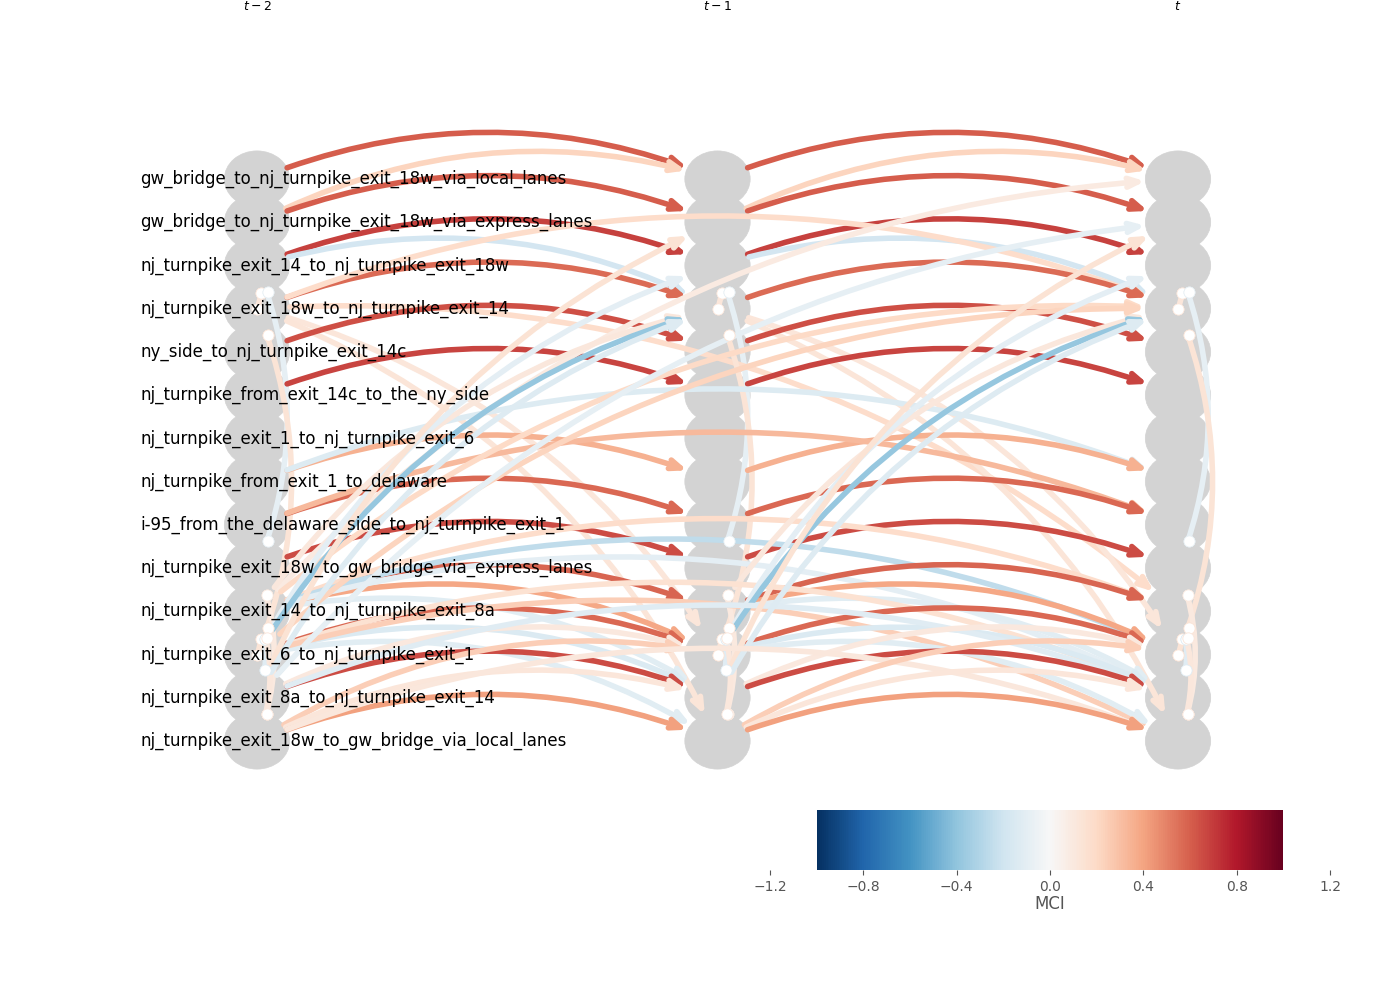 t − 2 t − 1 t
gw_bridge_to_nj_turnpike_exit_18w_via_local_lanes
gw_bridge_to_nj_turnpike_exit_18w_via_express_lanes
nj_turnpike_exit_14_to_nj_turnpike_exit_18w
nj_turnpike_exit_18w_to_nj_turnpike_exit_14
ny_side_to_nj_turnpike_exit_14c
nj_turnpike_from_exit_14c_to_the_ny_side
nj_turnpike_exit_1_to_nj_turnpike_exit_6
nj_turnpike_from_exit_1_to_delaware
i-95_from_the_delaware_side_to_nj_turnpike_exit_1
nj_turnpike_exit_18w_to_gw_bridge_via_express_lanes
nj_turnpike_exit_14_to_nj_turnpike_exit_8a
nj_turnpike_exit_6_to_nj_turnpike_exit_1
nj_turnpike_exit_8a_to_nj_turnpike_exit_14
nj_turnpike_exit_18w_to_gw_bridge_via_local_lanes
−1.2 −0.8 −0.4 0.0 0.4 0.8 1.2
MCI